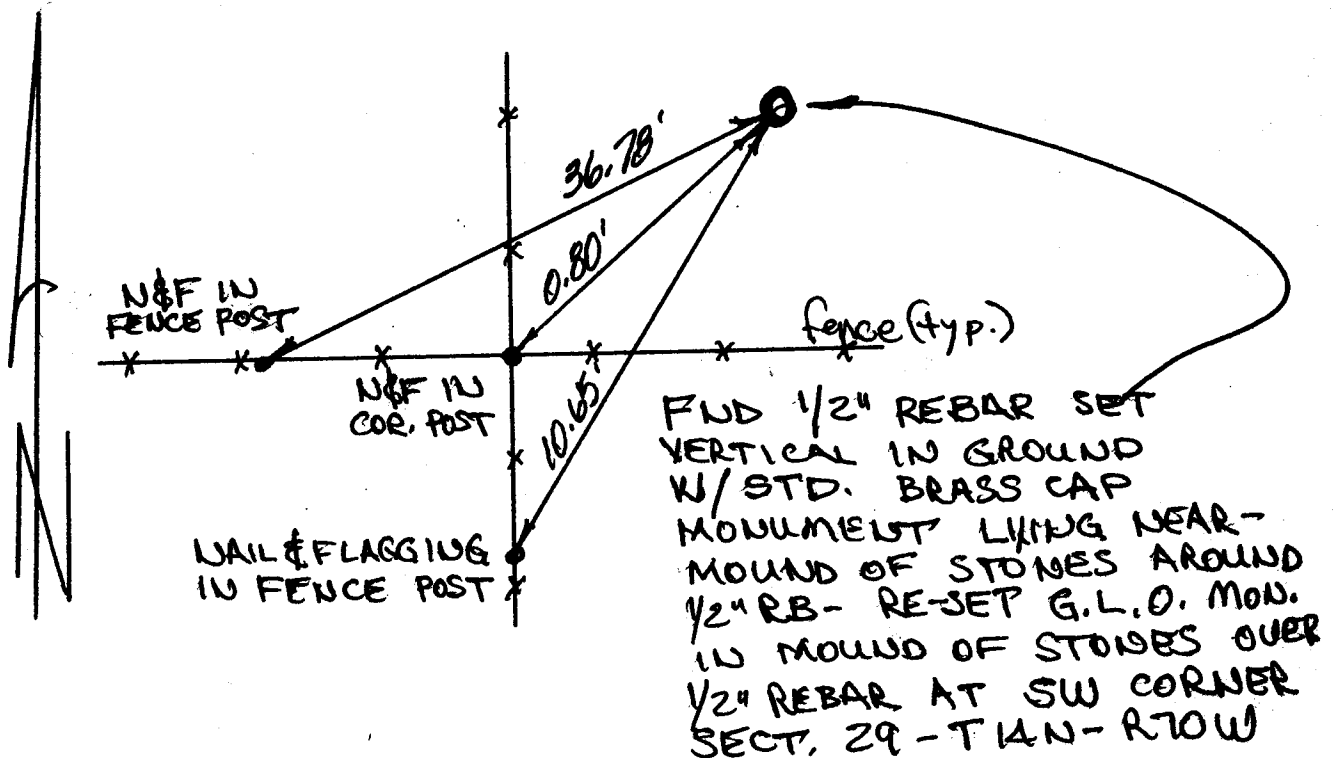 36.78'
0.80'
N&F IN
FENCE POST
fence (typ.)
N&F IN
COR. POST
10.65'
NAIL & FLAGGING
IN FENCE POST
FND 1/2" REBAR SET
VERTICAL IN GROUND
W/ STD. BRASS CAP
MONUMENT LYING NEAR-
MOUND OF STONES AROUND
1/2" RB- RE-SET G.L.O. MON.
IN MOUND OF STONES OVER
1/2" REBAR AT SW CORNER
SECT. 29 - T14N - R70W
N